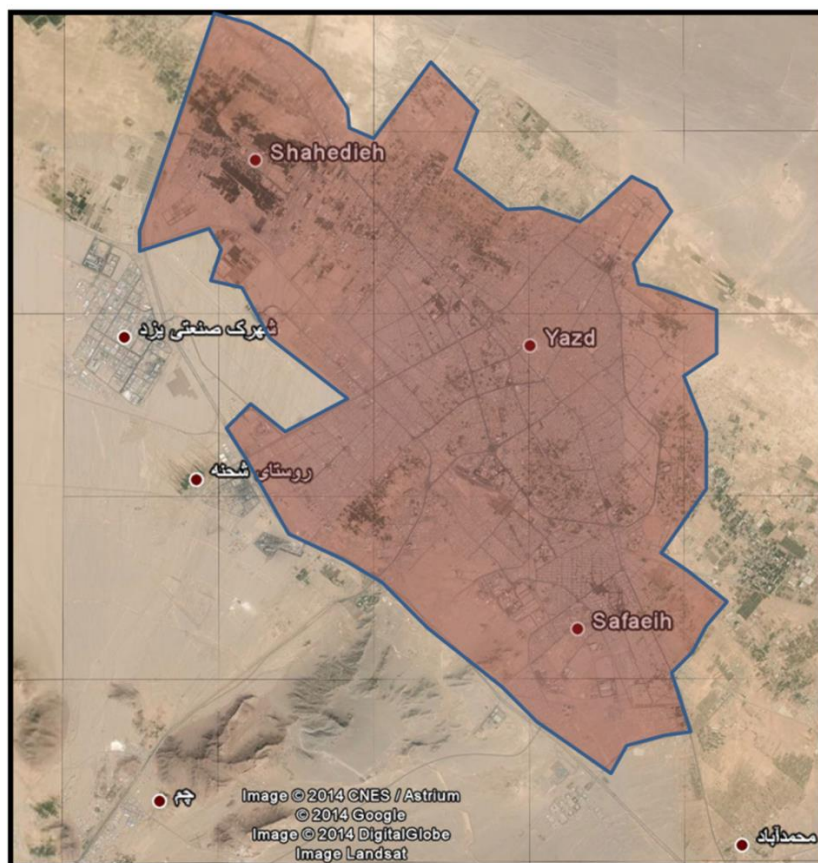 Shahedieh
شهرک صنعتی یزد
Yazd
روستای شحنه
Safaeih
چم
Image © 2014 CNES / Astrium
© 2014 Google
Image © 2014 DigitalGlobe
Image Landsat
محمدآباد